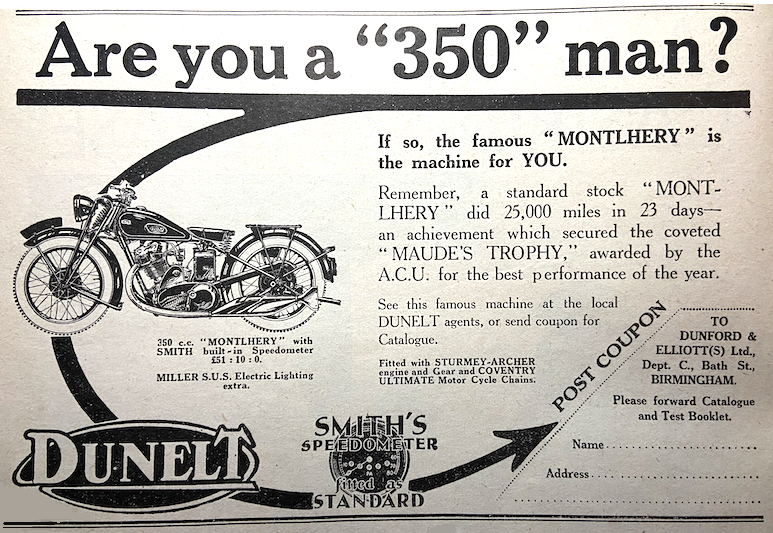 Are you a "350" man?
If so, the famous "MONTLHERY" is
the machine for YOU.
Remember, a standard stock "MONT-
LHERY" did 25,000 miles in 23 days—
an achievement which secured the coveted
"MAUDE'S TROPHY," awarded by the
A.C.U. for the best performance of the year.
See this famous machine at the local
DUNELT agents, or send coupon for
Catalogue.
Fitted with STURMEY-ARCHER
engine and Gear and COVENTRY
ULTIMATE Motor Cycle Chains.
350 c.c. "MONTLHERY" with
SMITH built-in Speedometer
£51 : 10 : 0.
MILLER S.U.S. Electric Lighting
extra.
DUNELT
SMITH'S
SPEEDOMETER
fitted as
STANDARD
POST COUPON
TO
DUNFORD &
ELLIOTT(S) Ltd.,
Dept. C., Bath St.,
BIRMINGHAM.
Please forward Catalogue
and Test Booklet.
Name
Address